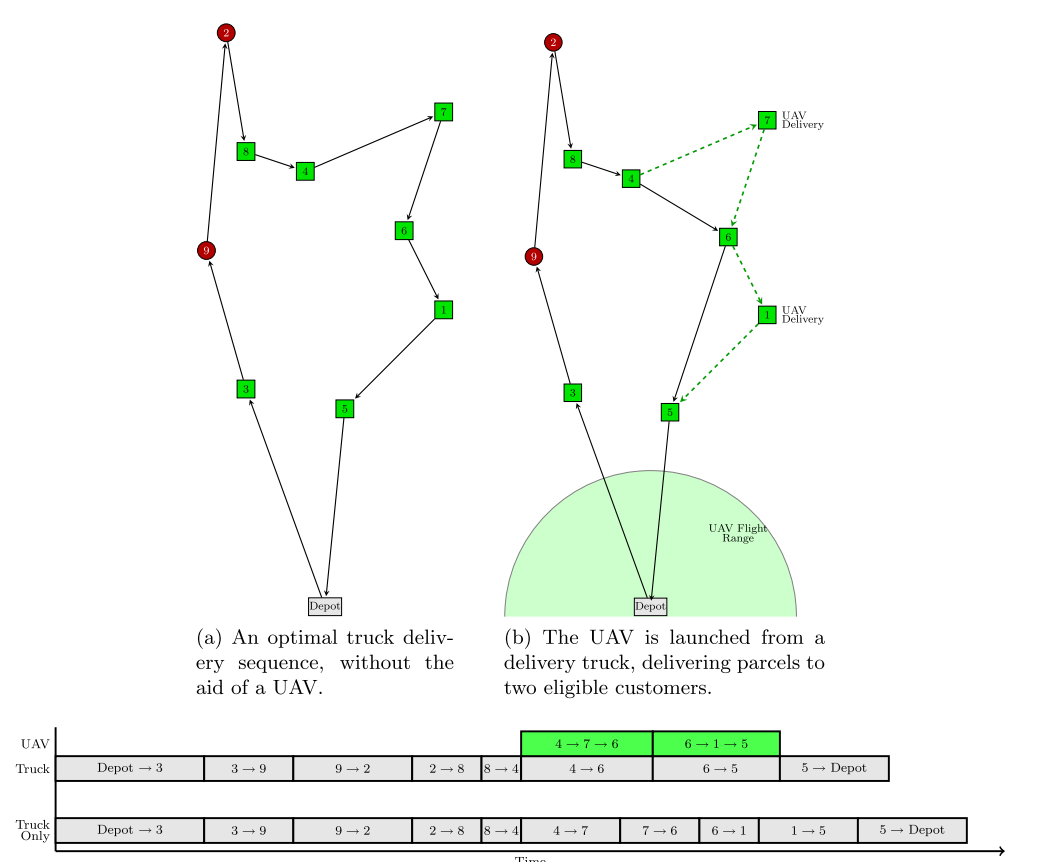 2
7
8
4
6
9
1
3
5
Depot
2
7
UAV
Delivery
8
4
6
9
1
UAV
Delivery
3
5
UAV Flight
Range
Depot
(a) An optimal truck deliv-
ery sequence, without the
aid of a UAV.
(b) The UAV is launched from a
delivery truck, delivering parcels to
two eligible customers.
UAV
4 → 7 → 6
6 → 1 → 5
Truck
Depot → 3
3 → 9
9 → 2
2 → 8
8 → 4
4 → 6
6 → 5
5 → Depot
Truck
Only
Depot → 3
3 → 9
9 → 2
2 → 8
8 → 4
4 → 7
7 → 6
6 → 1
1 → 5
5 → Depot
Time